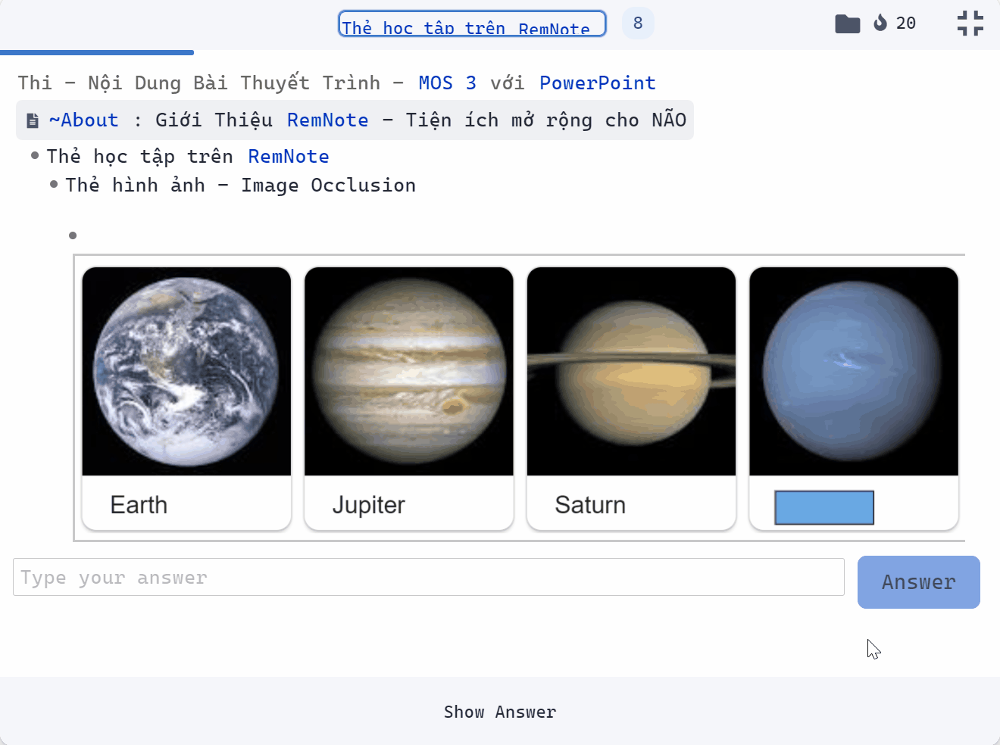 Thẻ học tập trên RemNote 8 20
Thi - Nội Dung Bài Thuyết Trình - MOS 3 với PowerPoint
~About : Giới Thiệu RemNote - Tiện ích mở rộng cho NÃO
Thẻ học tập trên RemNote
Thẻ hình ảnh - Image Occlusion
Earth Jupiter Saturn
Type your answer Answer
Show Answer